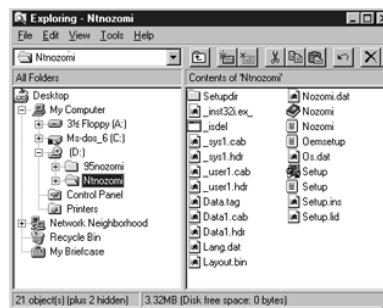 Exploring - Ntnozomi
File Edit View Tools Help
Ntnozomi
All Folders
Contents of 'Ntnozomi'
Desktop
My Computer
3½ Floppy (A:)
Ms-dos_6 (C:)
(D:)
95nozomi
Ntnozomi
Control Panel
Printers
Network Neighborhood
Recycle Bin
My Briefcase
Setupdir
_inst32i.ex_
_isdel
_sys1.cab
_sys1.hdr
_user1.cab
_user1.hdr
Data.tag
Data1.cab
Data1.hdr
Lang.dat
Layout.bin
Nozomi.dat
Nozomi
Nozomi
Oemsetup
Os.dat
Setup
Setup
Setup.ins
Setup.lid
21 object(s) (plus 2 hidden)
3.32MB (Disk free space: 0 bytes)